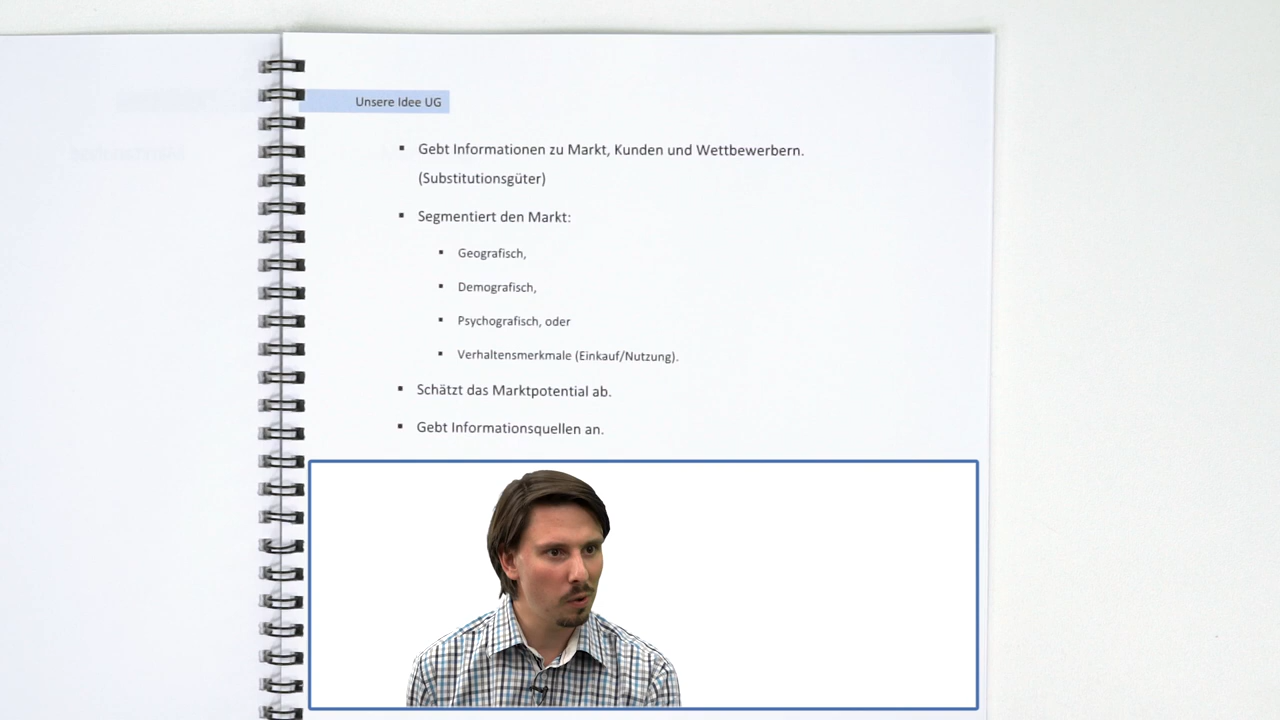 Unsere Idee UG
▪ Gebt Informationen zu Markt, Kunden und Wettbewerbern.
(Substitutionsgüter)
▪ Segmentiert den Markt:
▪ Geografisch,
▪ Demografisch,
▪ Psychografisch, oder
▪ Verhaltensmerkmale (Einkauf/Nutzung).
▪ Schätzt das Marktpotential ab.
▪ Gebt Informationsquellen an.